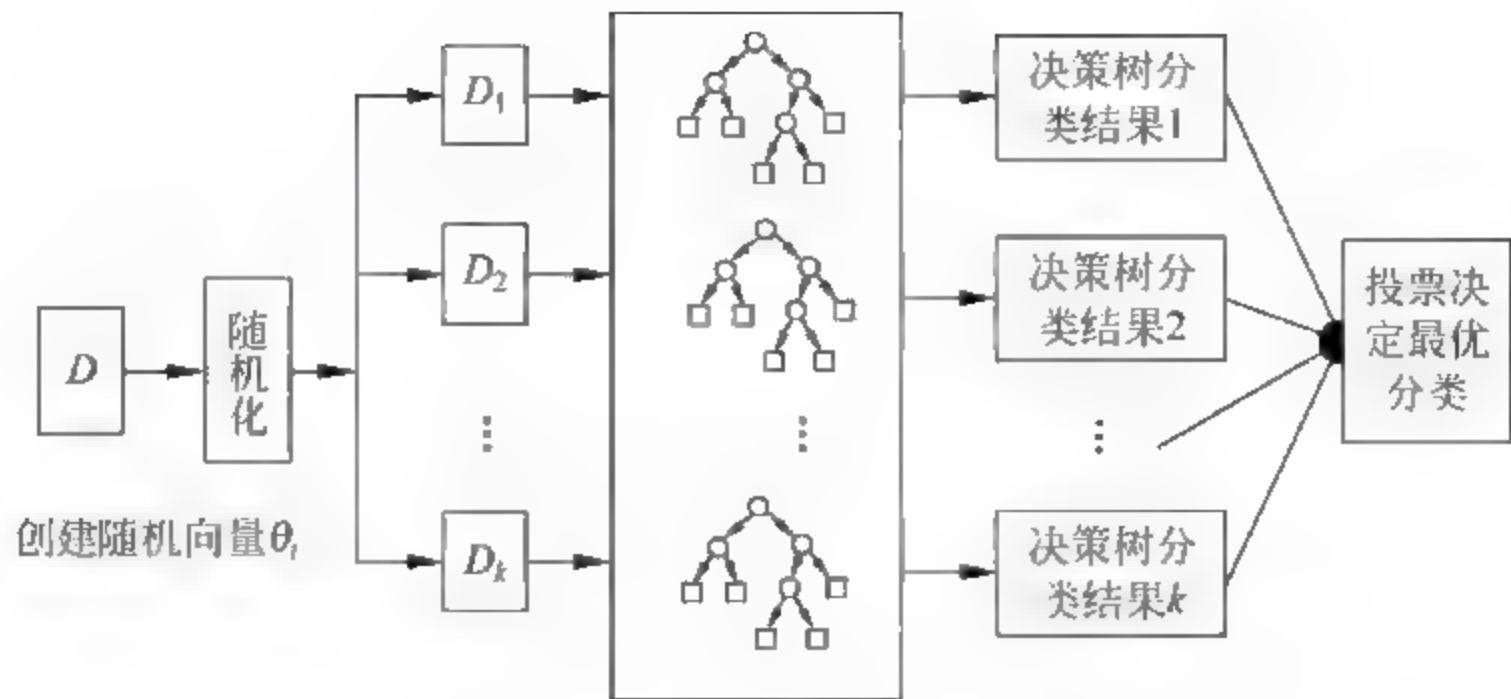 D
随
机
化
创建随机向量θᵢ
D₁
D₂
⋮
Dₖ
⋮
决策树分
类结果1
决策树分
类结果2
⋮
决策树分
类结果k
投票决
定最优
分类